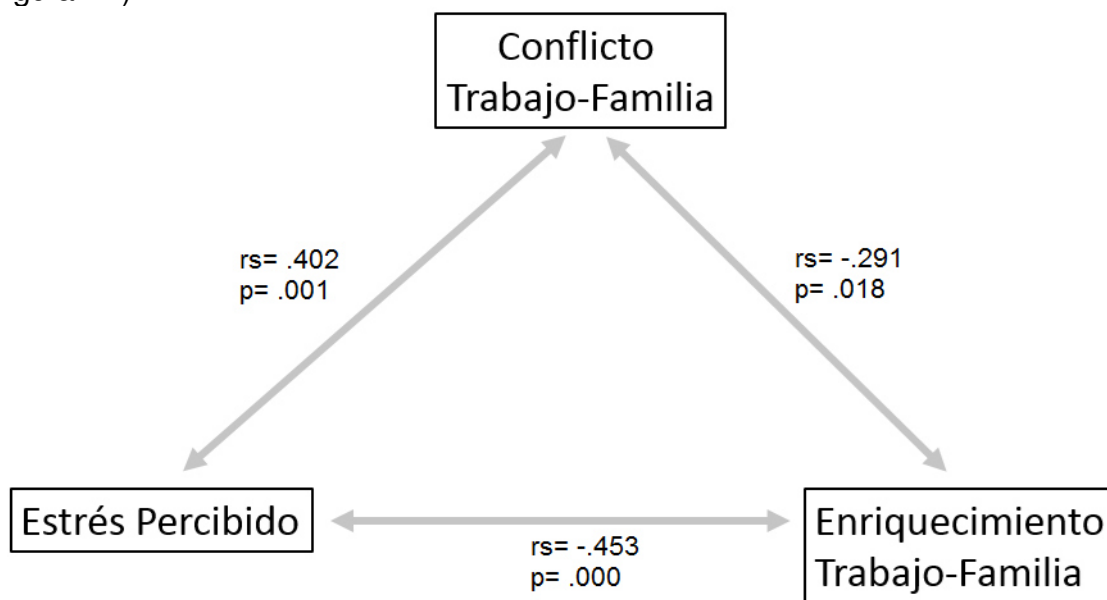 Conflicto
Trabajo-Familia
rs= .402
p= .001
rs= -.291
p= .018
Estrés Percibido
rs= -.453
p= .000
Enriquecimiento
Trabajo-Familia